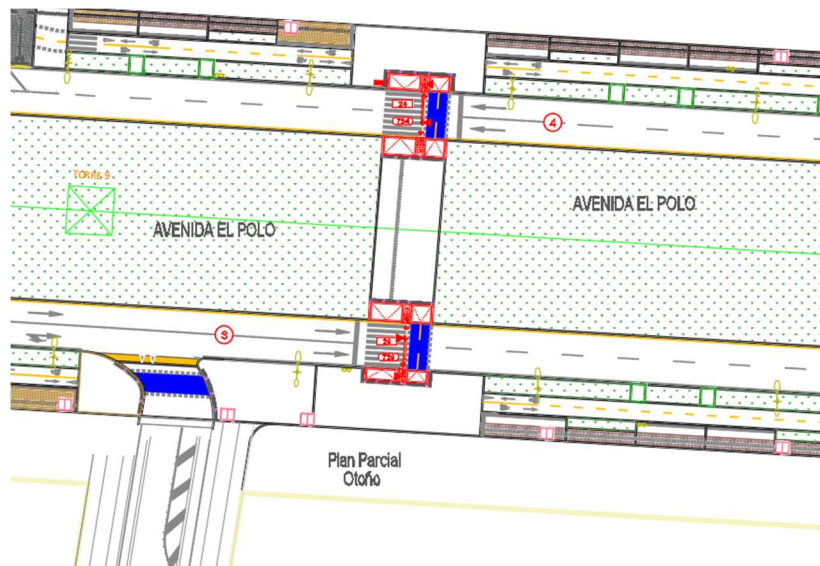 TORRE 9
4
AVENIDA EL POLO
AVENIDA EL POLO
3
Plan Parcial
Otoño